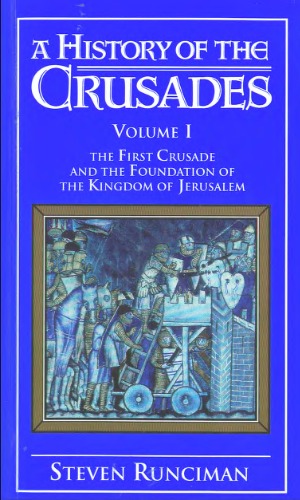 A HISTORY OF THE
CRUSADES
VOLUME I
THE FIRST CRUSADE
AND THE FOUNDATION OF
THE KINGDOM OF JERUSALEM
STEVEN RUNCIMAN